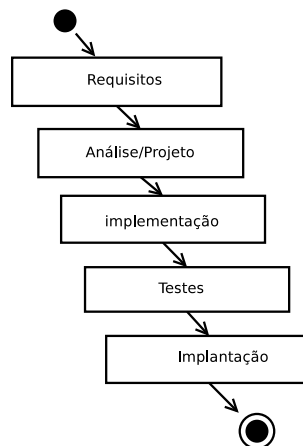 Requisitos
Análise/Projeto
implementação
Testes
Implantação